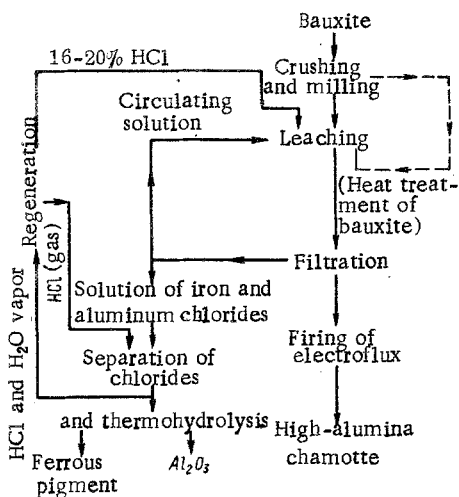 Bauxite
16-20% HCl
Crushing
and milling
Circulating
solution
Leaching
Regeneration
(Heat treat-
ment of
bauxite)
HCl (gas)
Filtration
HCl and H2O vapor
Solution of iron and
aluminum chlorides
Firing of
electroflux
Separation of
chlorides
and thermohydrolysis
High-alumina
chamotte
Ferrous
pigment
Al2O3